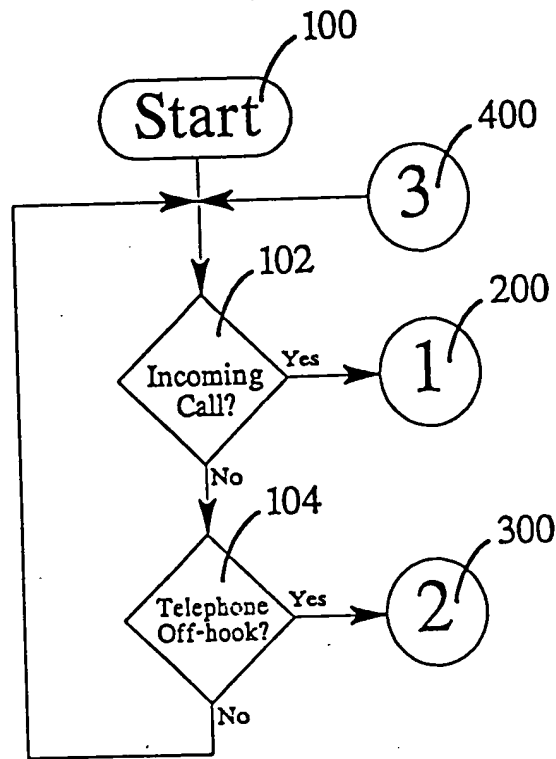 100
Start
400
3
102
Incoming
Call?
Yes
200
1
No
104
Telephone
Off-hook?
Yes
300
2
No